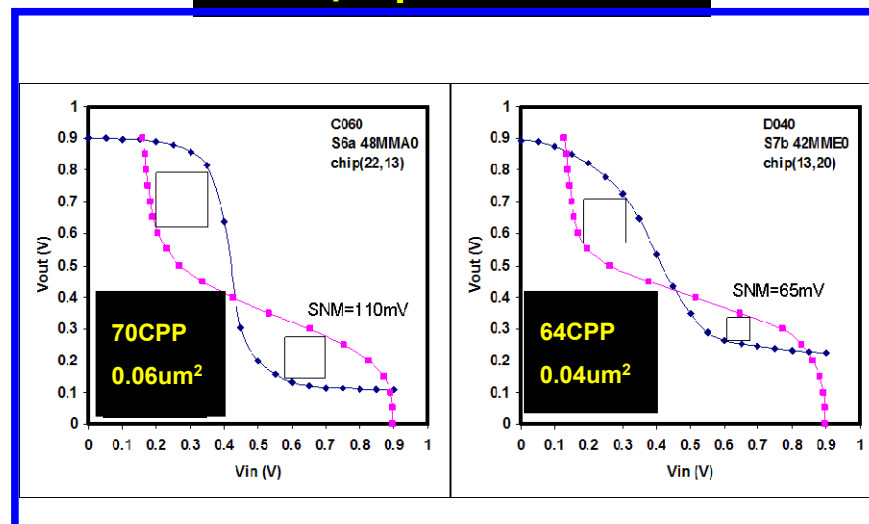 C060
S6a 48MMA0
chip(22,13)
1
0.9
0.8
0.7
0.6
0.5
0.4
0.3
0.2
0.1
0
Vout (V)
SNM=110mV
70CPP
0.06um²
0 0.1 0.2 0.3 0.4 0.5 0.6 0.7 0.8 0.9 1
Vin (V)
D040
S7b 42MME0
chip(13,20)
1
0.9
0.8
0.7
0.6
0.5
0.4
0.3
0.2
0.1
0
Vout (V)
SNM=65mV
64CPP
0.04um²
0 0.1 0.2 0.3 0.4 0.5 0.6 0.7 0.8 0.9 1
Vin (V)